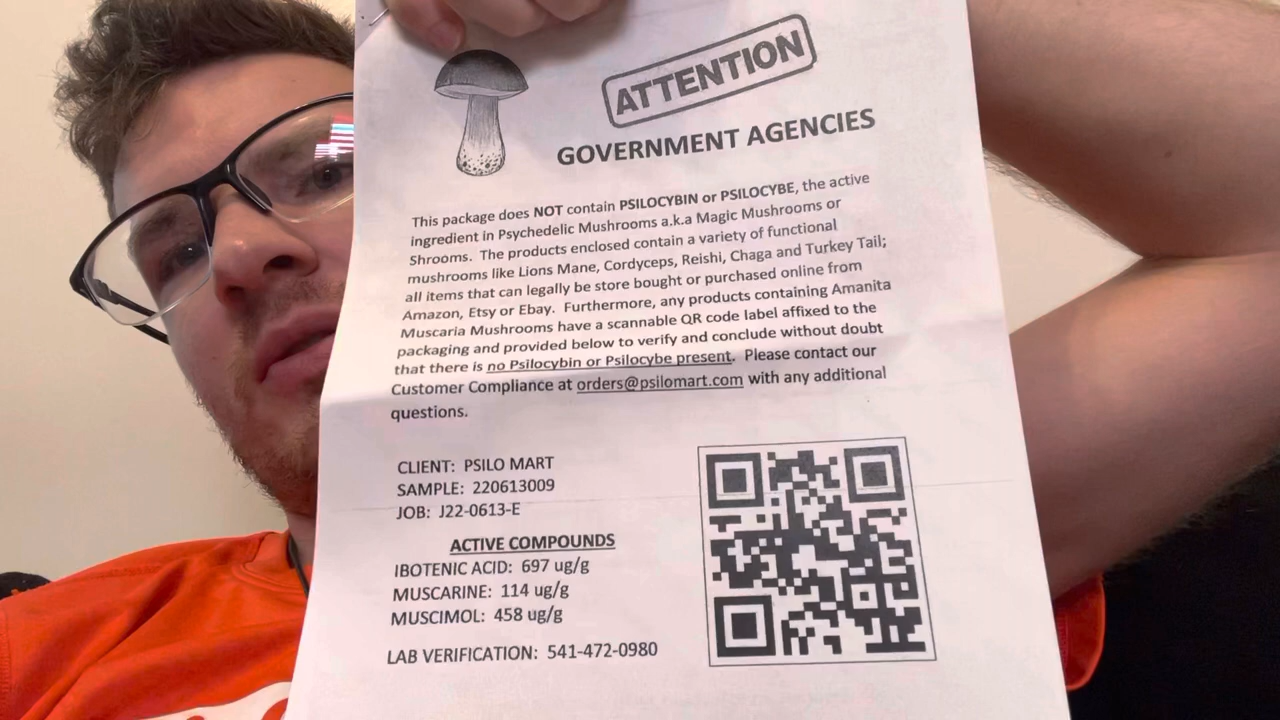 ATTENTION
GOVERNMENT AGENCIES
This package does NOT contain PSILOCYBIN or PSILOCYBE, the active
ingredient in Psychedelic Mushrooms a.k.a Magic Mushrooms or
Shrooms. The products enclosed contain a variety of functional
mushrooms like Lions Mane, Cordyceps, Reishi, Chaga and Turkey Tail;
all items that can legally be store bought or purchased online from
Amazon, Etsy or Ebay. Furthermore, any products containing Amanita
Muscaria Mushrooms have a scannable QR code label affixed to the
packaging and provided below to verify and conclude without doubt
that there is no Psilocybin or Psilocybe present. Please contact our
Customer Compliance at orders@psilomart.com with any additional
questions.
CLIENT: PSILO MART
SAMPLE: 220613009
JOB: J22-0613-E
ACTIVE COMPOUNDS
IBOTENIC ACID: 697 ug/g
MUSCARINE: 114 ug/g
MUSCIMOL: 458 ug/g
LAB VERIFICATION: 541-472-0980